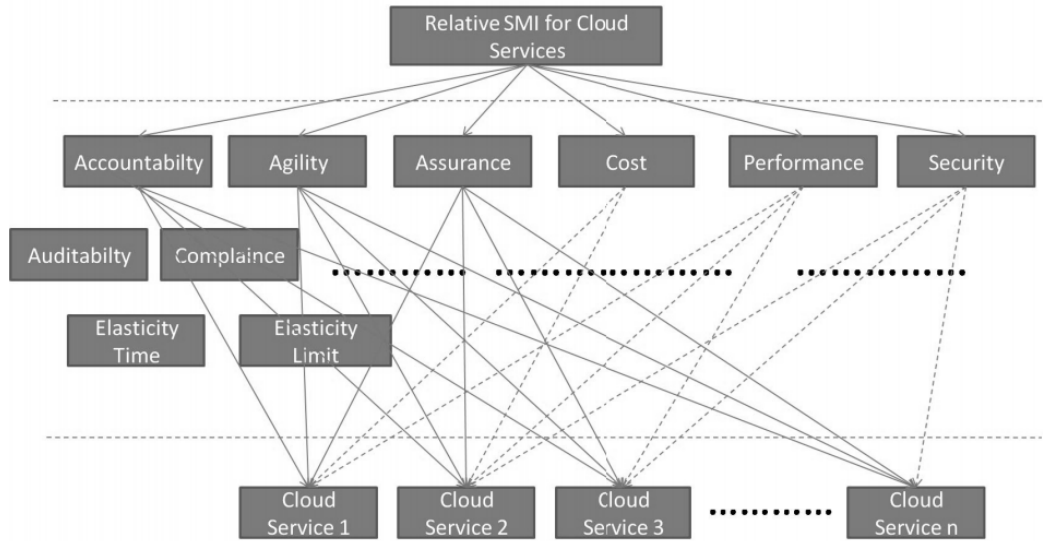 Relative SMI for Cloud
Services
Accountabilty
Agility
Assurance
Cost
Performance
Security
Auditabilty
Complaince
Elasticity
Time
Elasticity
Limit
Cloud
Service 1
Cloud
Service 2
Cloud
Service 3
Cloud
Service n